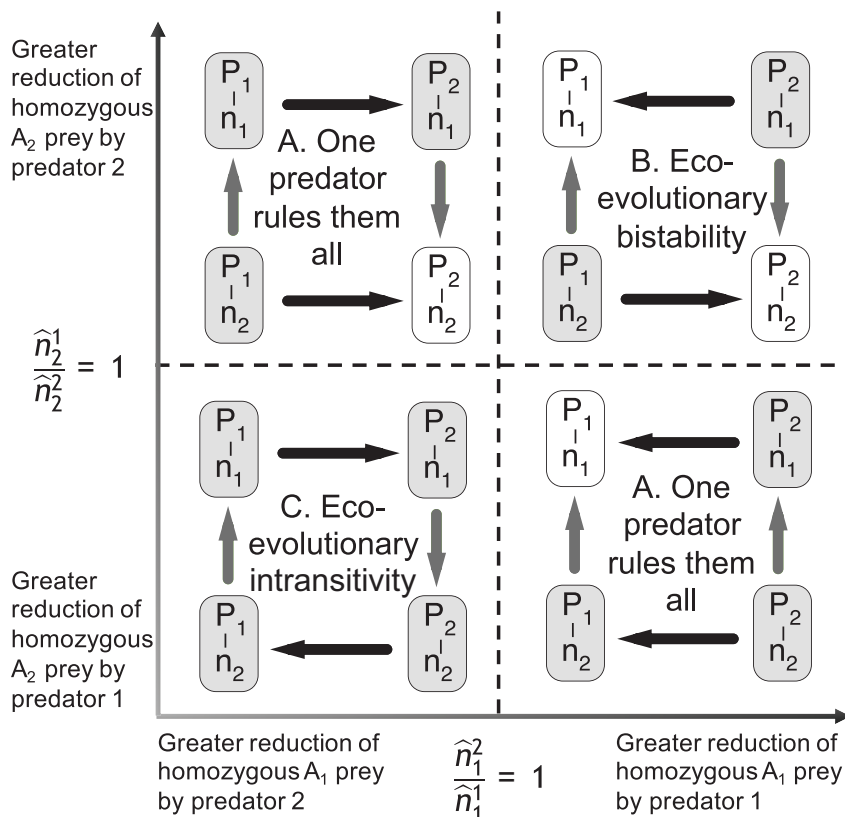 Greater
reduction of
homozygous
A₂ prey by
predator 2
P₁
n₁
P₂
n₁
A. One
predator
rules them
all
P₁
n₂
P₂
n₂
P₁
n₁
P₂
n₁
B. Eco-
evolutionary
bistability
P₁
n₂
P₂
n₂
n̂₂¹/n̂₂² = 1
P₁
n₁
P₂
n₁
C. Eco-
evolutionary
intransitivity
P₁
n₂
P₂
n₂
P₁
n₁
P₂
n₁
A. One
predator
rules them
all
P₁
n₂
P₂
n₂
Greater
reduction of
homozygous
A₂ prey by
predator 1
Greater reduction of
homozygous A₁ prey
by predator 2
n̂₁²/n̂₁¹ = 1
Greater reduction of
homozygous A₁ prey
by predator 1